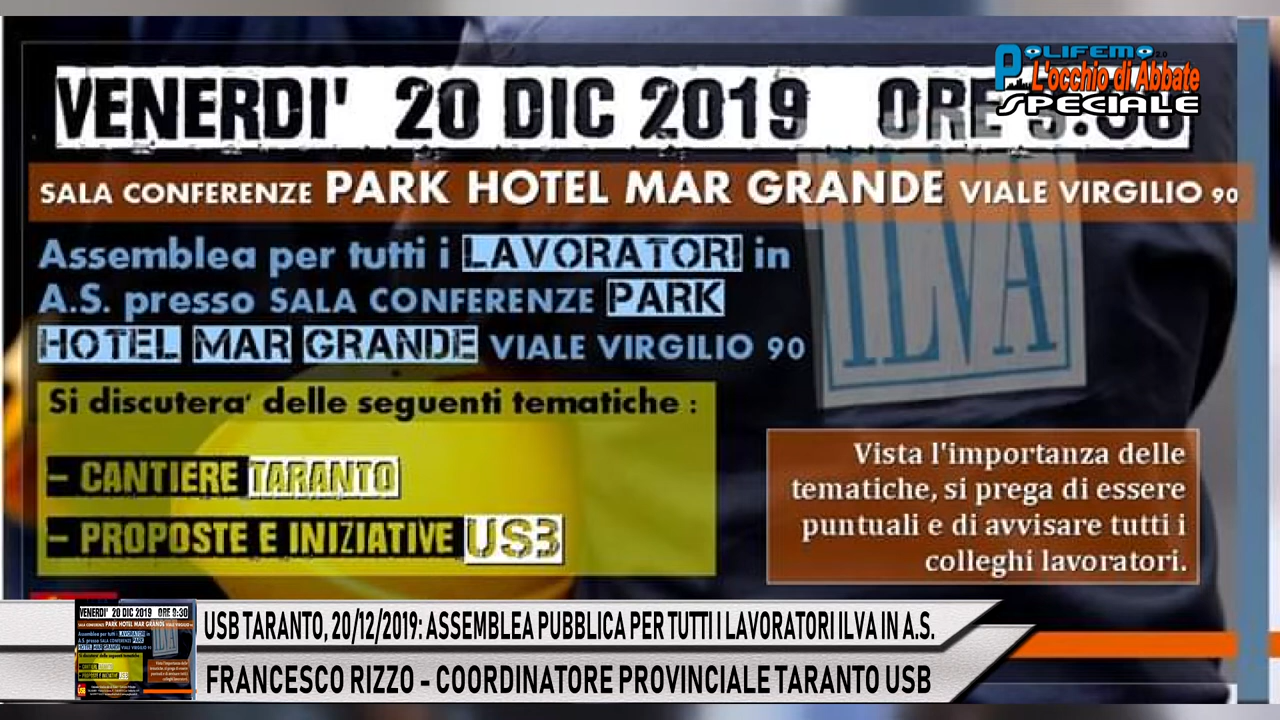 POLIFEMO 2.0
L'occhio di Abbate
SPECIALE
VENERDI' 20 DIC 2019 ORE 9:30
SALA CONFERENZE PARK HOTEL MAR GRANDE VIALE VIRGILIO 90
ILVA
Assemblea per tutti i LAVORATORI in
A.S. presso SALA CONFERENZE PARK
HOTEL MAR GRANDE VIALE VIRGILIO 90
Si discutera' delle seguenti tematiche :
– CANTIERE TARANTO
– PROPOSTE E INIZIATIVE USB
Vista l'importanza delle
tematiche, si prega di essere
puntuali e di avvisare tutti i
colleghi lavoratori.
USB TARANTO, 20/12/2019: ASSEMBLEA PUBBLICA PER TUTTI I LAVORATORI ILVA IN A.S.
FRANCESCO RIZZO – COORDINATORE PROVINCIALE TARANTO USB